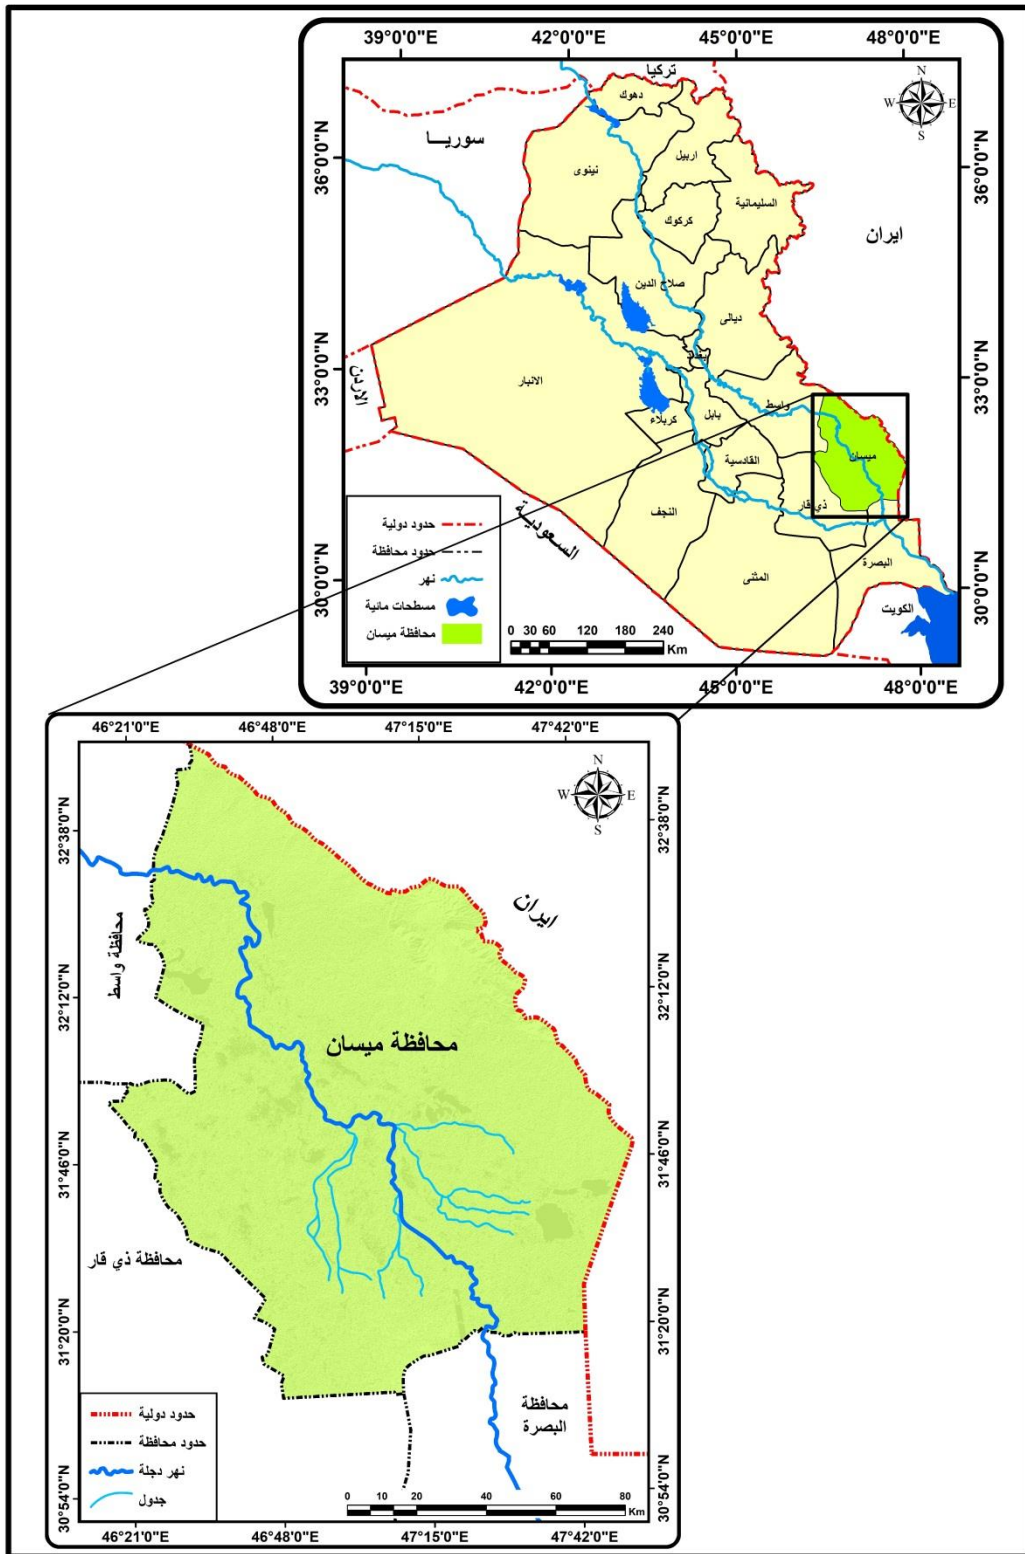 39°0'0"E 42°0'0"E 45°0'0"E 48°0'0"E
36°0'0"N
33°0'0"N
30°0'0"N
36°0'0"N
33°0'0"N
30°0'0"N
N
W E
S
تركيا
سوريـــا
ايران
الاردن
السعوديـــة
الكويت
دهوك
نينوى
اربيل
كركوك
السليمانية
صلاح الدين
ديالى
الانبار
بغداد
واسط
بابل
كربلاء
القادسية
ميسان
ذي قار
النجف
المثنى
البصرة
حدود دولية
حدود محافظة
نهر
مسطحات مائية
محافظة ميسان
0 30 60 120 180 240
Km
39°0'0"E 42°0'0"E 45°0'0"E 48°0'0"E
46°21'0"E 46°48'0"E 47°15'0"E 47°42'0"E
32°38'0"N
32°12'0"N
31°46'0"N
31°20'0"N
30°54'0"N
32°38'0"N
32°12'0"N
31°46'0"N
31°20'0"N
30°54'0"N
N
W E
S
ايران
محافظة واسط
محافظة ميسان
محافظة ذي قار
محافظة
البصرة
حدود دولية
حدود محافظة
نهر دجلة
جدول
0 10 20 40 60 80
Km
46°21'0"E 46°48'0"E 47°15'0"E 47°42'0"E